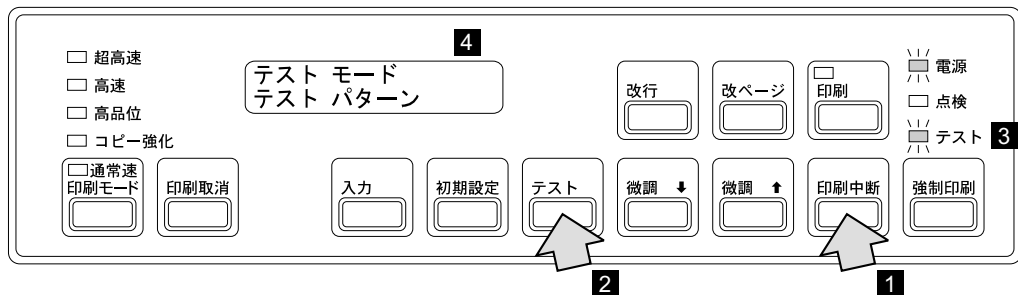 4
超高速
高速
高品位
コピー強化
テスト モード
テスト パターン
改行
改ページ
印刷
電源
点検
テスト 3
通常速
印刷モード
印刷取消
入力
初期設定
テスト
微調 ⬇
微調 ⬆
印刷中断
強制印刷
2
1